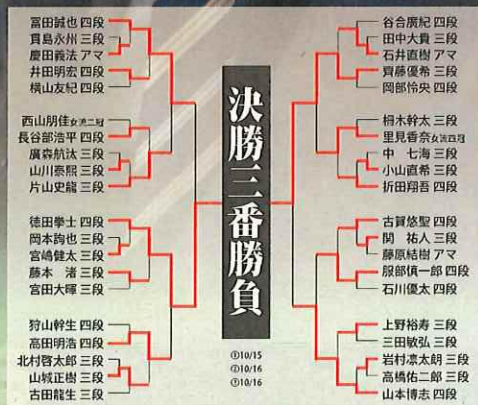 冨田誠也 四段
貫島永州 三段
慶田義法 アマ
井田明宏 四段
横山友紀 四段
西山朋佳 女流二冠
長谷部浩平 四段
廣森航汰 三段
山川泰熙 三段
片山史龍 三段
徳田拳士 四段
岡本詢也 三段
宮嶋健太 三段
藤本 渚 三段
宮田大暉 三段
狩山幹生 四段
高田明浩 四段
北村啓太郎 三段
山城正樹 三段
古田龍生 三段
決勝三番勝負
①10/15
②10/16
③10/16
谷合廣紀 四段
田中大貴 三段
石井直樹 アマ
齊藤優希 三段
岡部怜央 四段
柵木幹太 三段
里見香奈 女流四冠
中 七海 三段
小山直希 三段
折田翔吾 四段
古賀悠聖 四段
関 祐人 三段
藤原結樹 アマ
服部慎一郎 四段
石川優太 四段
上野裕寿 三段
三田敏弘 三段
岩村凛太朗 三段
高橋佑二郎 三段
山本博志 四段